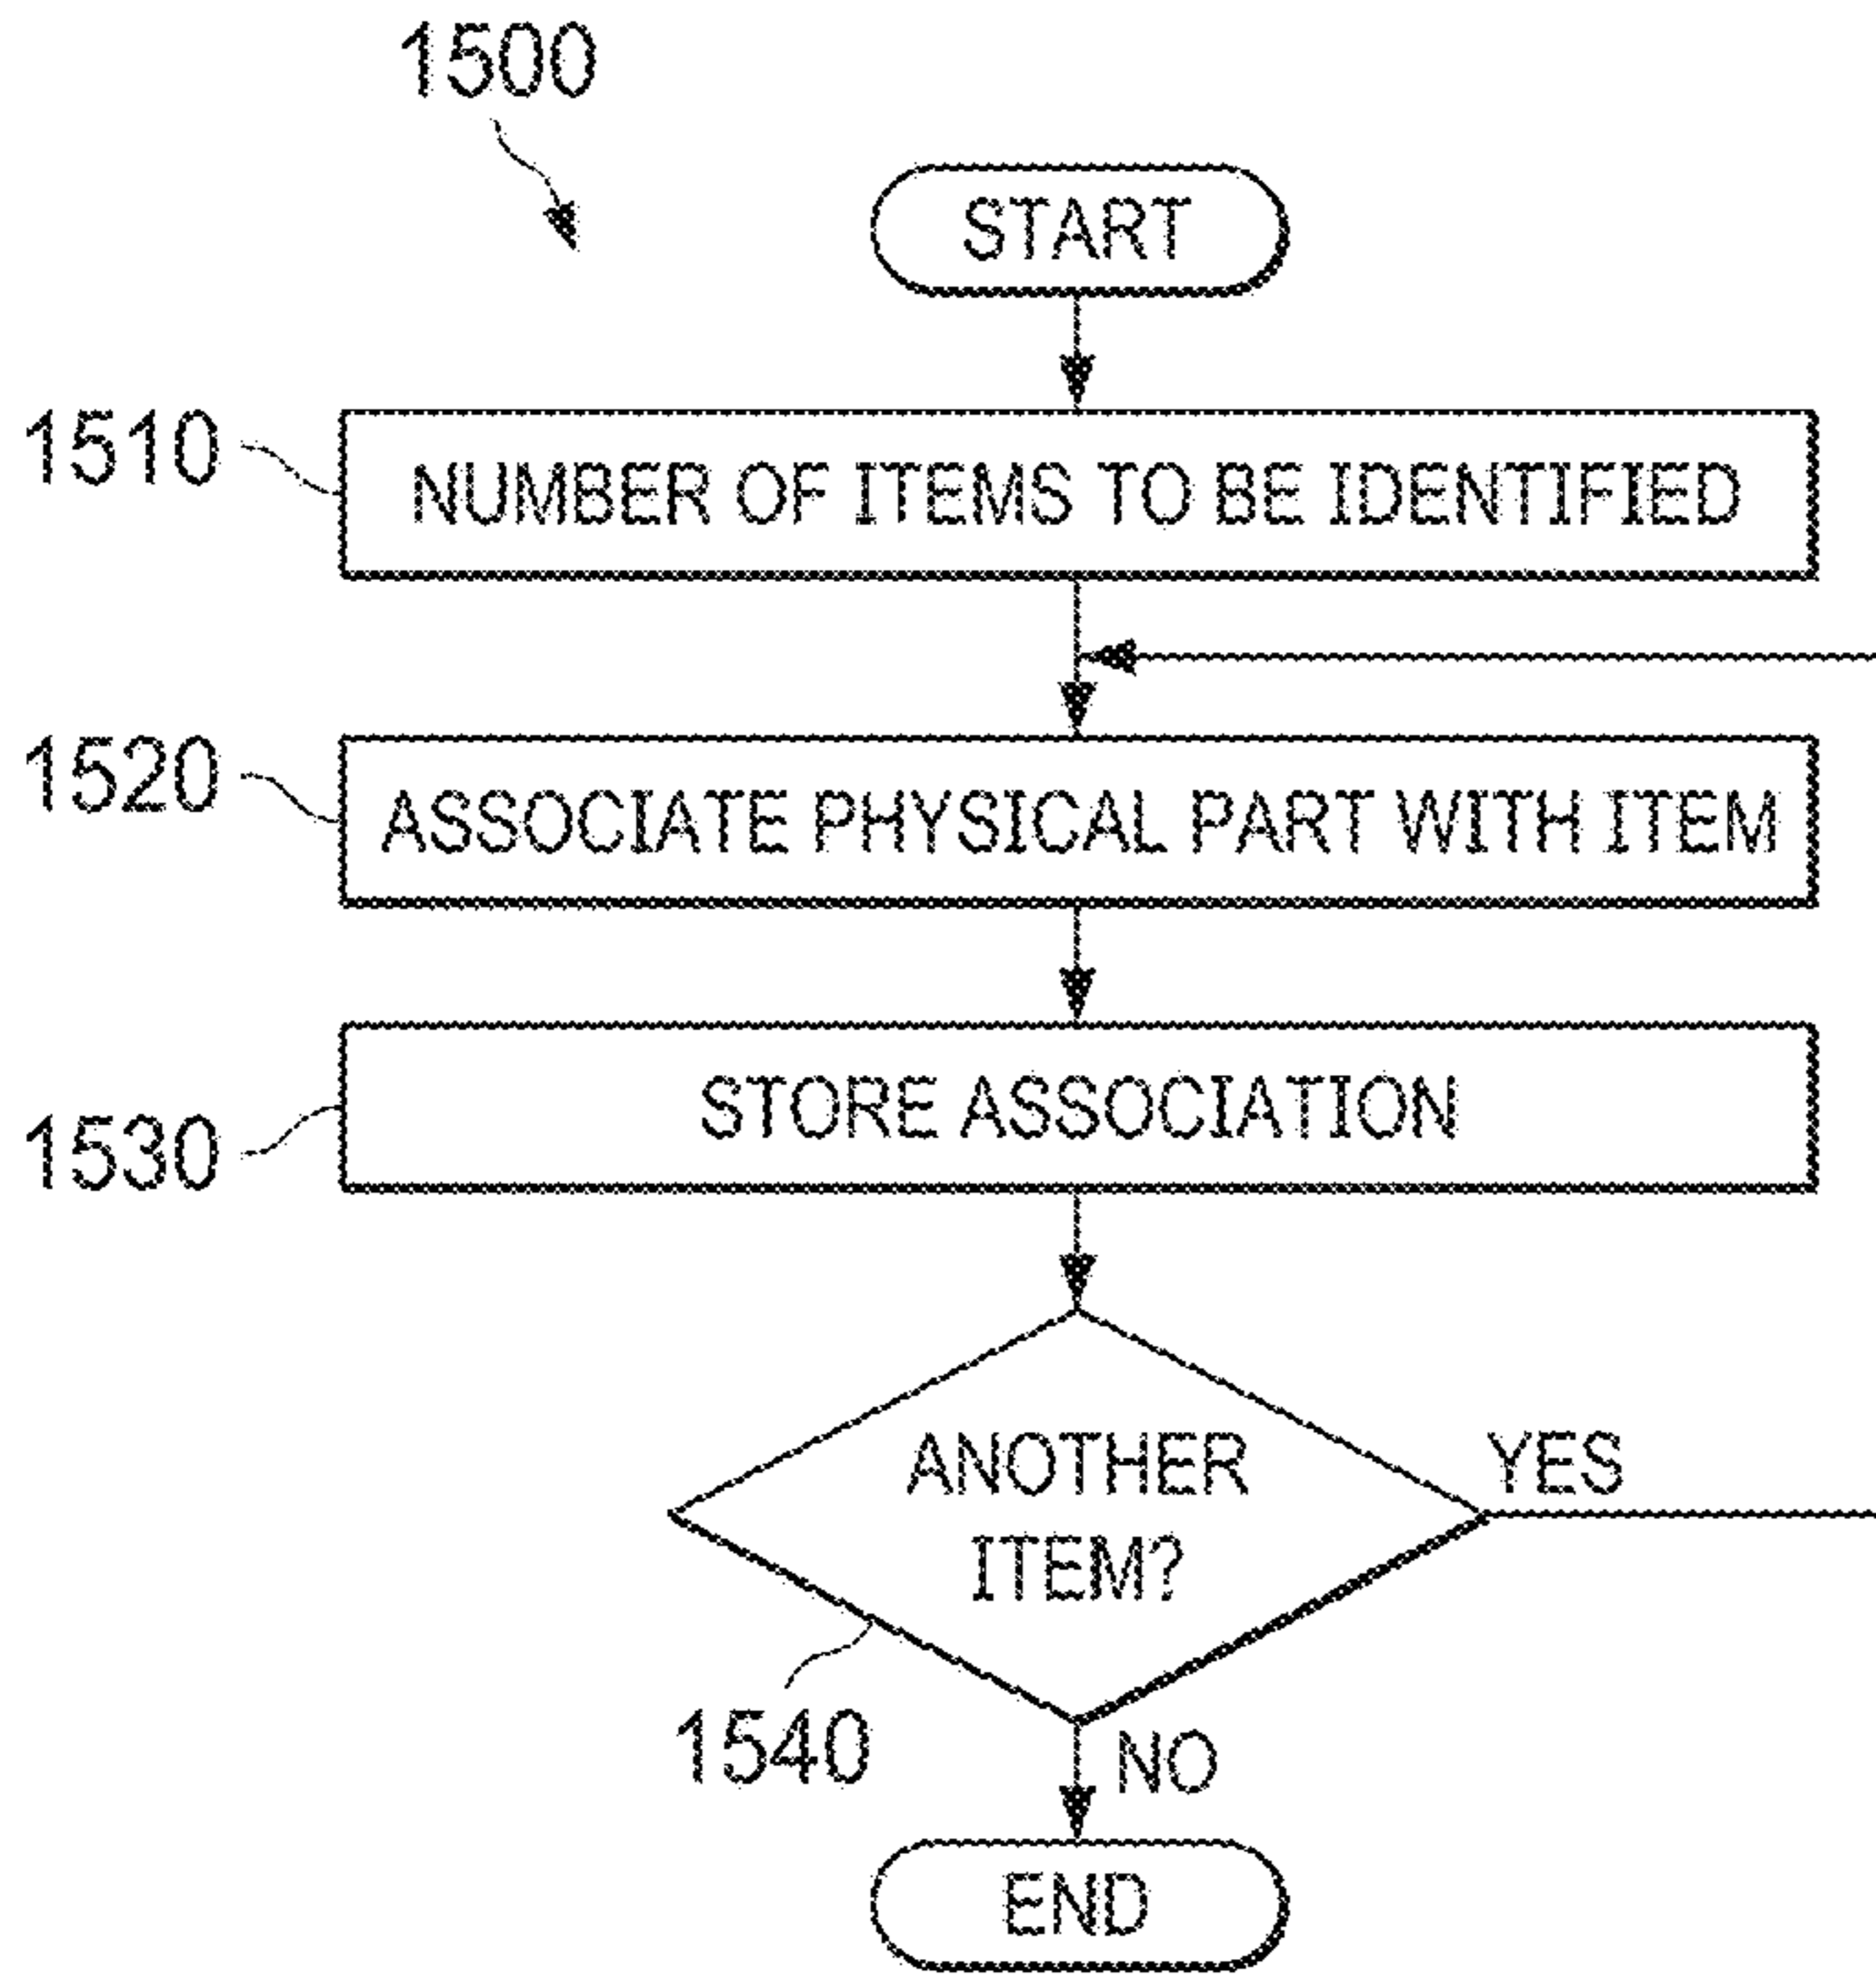 1500
START
1510
NUMBER OF ITEMS TO BE IDENTIFIED
1520
ASSOCIATE PHYSICAL PART WITH ITEM
STORE ASSOCIATION
1530
ANOTHER
ITEM?
YES
1540
NO
END